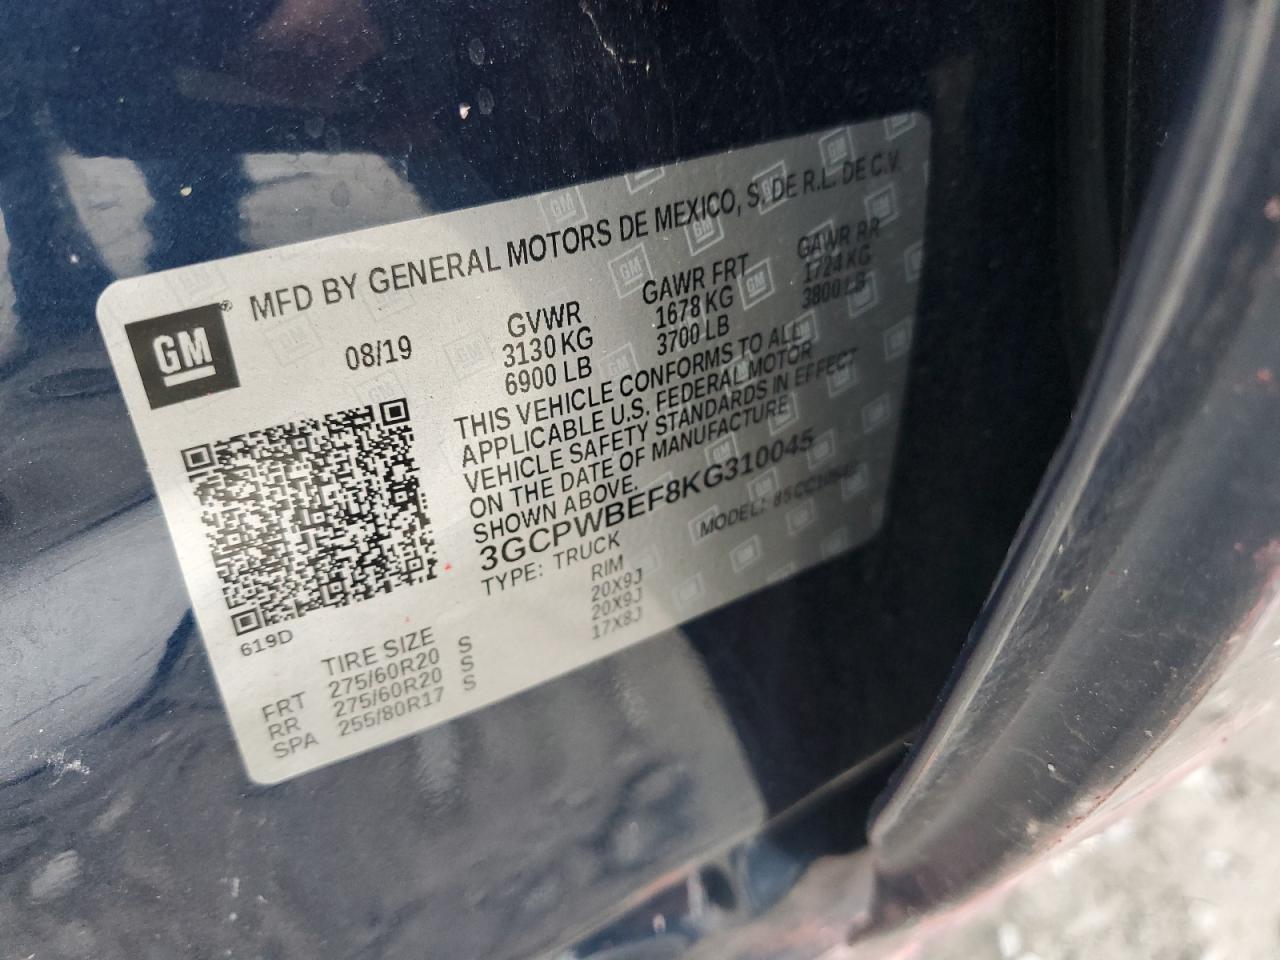 MFD BY GENERAL MOTORS DE MEXICO, S. DE R.L. DE C.V.
GM®
08/19
GVWR GAWR FRT GAWR RR
3130 KG 1678 KG 1724 KG
6900 LB 3700 LB 3800 LB
THIS VEHICLE CONFORMS TO ALL
APPLICABLE U.S. FEDERAL MOTOR
VEHICLE SAFETY STANDARDS IN EFFECT
ON THE DATE OF MANUFACTURE
SHOWN ABOVE.
3GCPWBEF8KG310045
TYPE: TRUCK MODEL:
619D
TIRE SIZE RIM
FRT 275/60R20 S 20X9J
RR 275/60R20 S 20X9J
SPA 255/80R17 S 17X8J